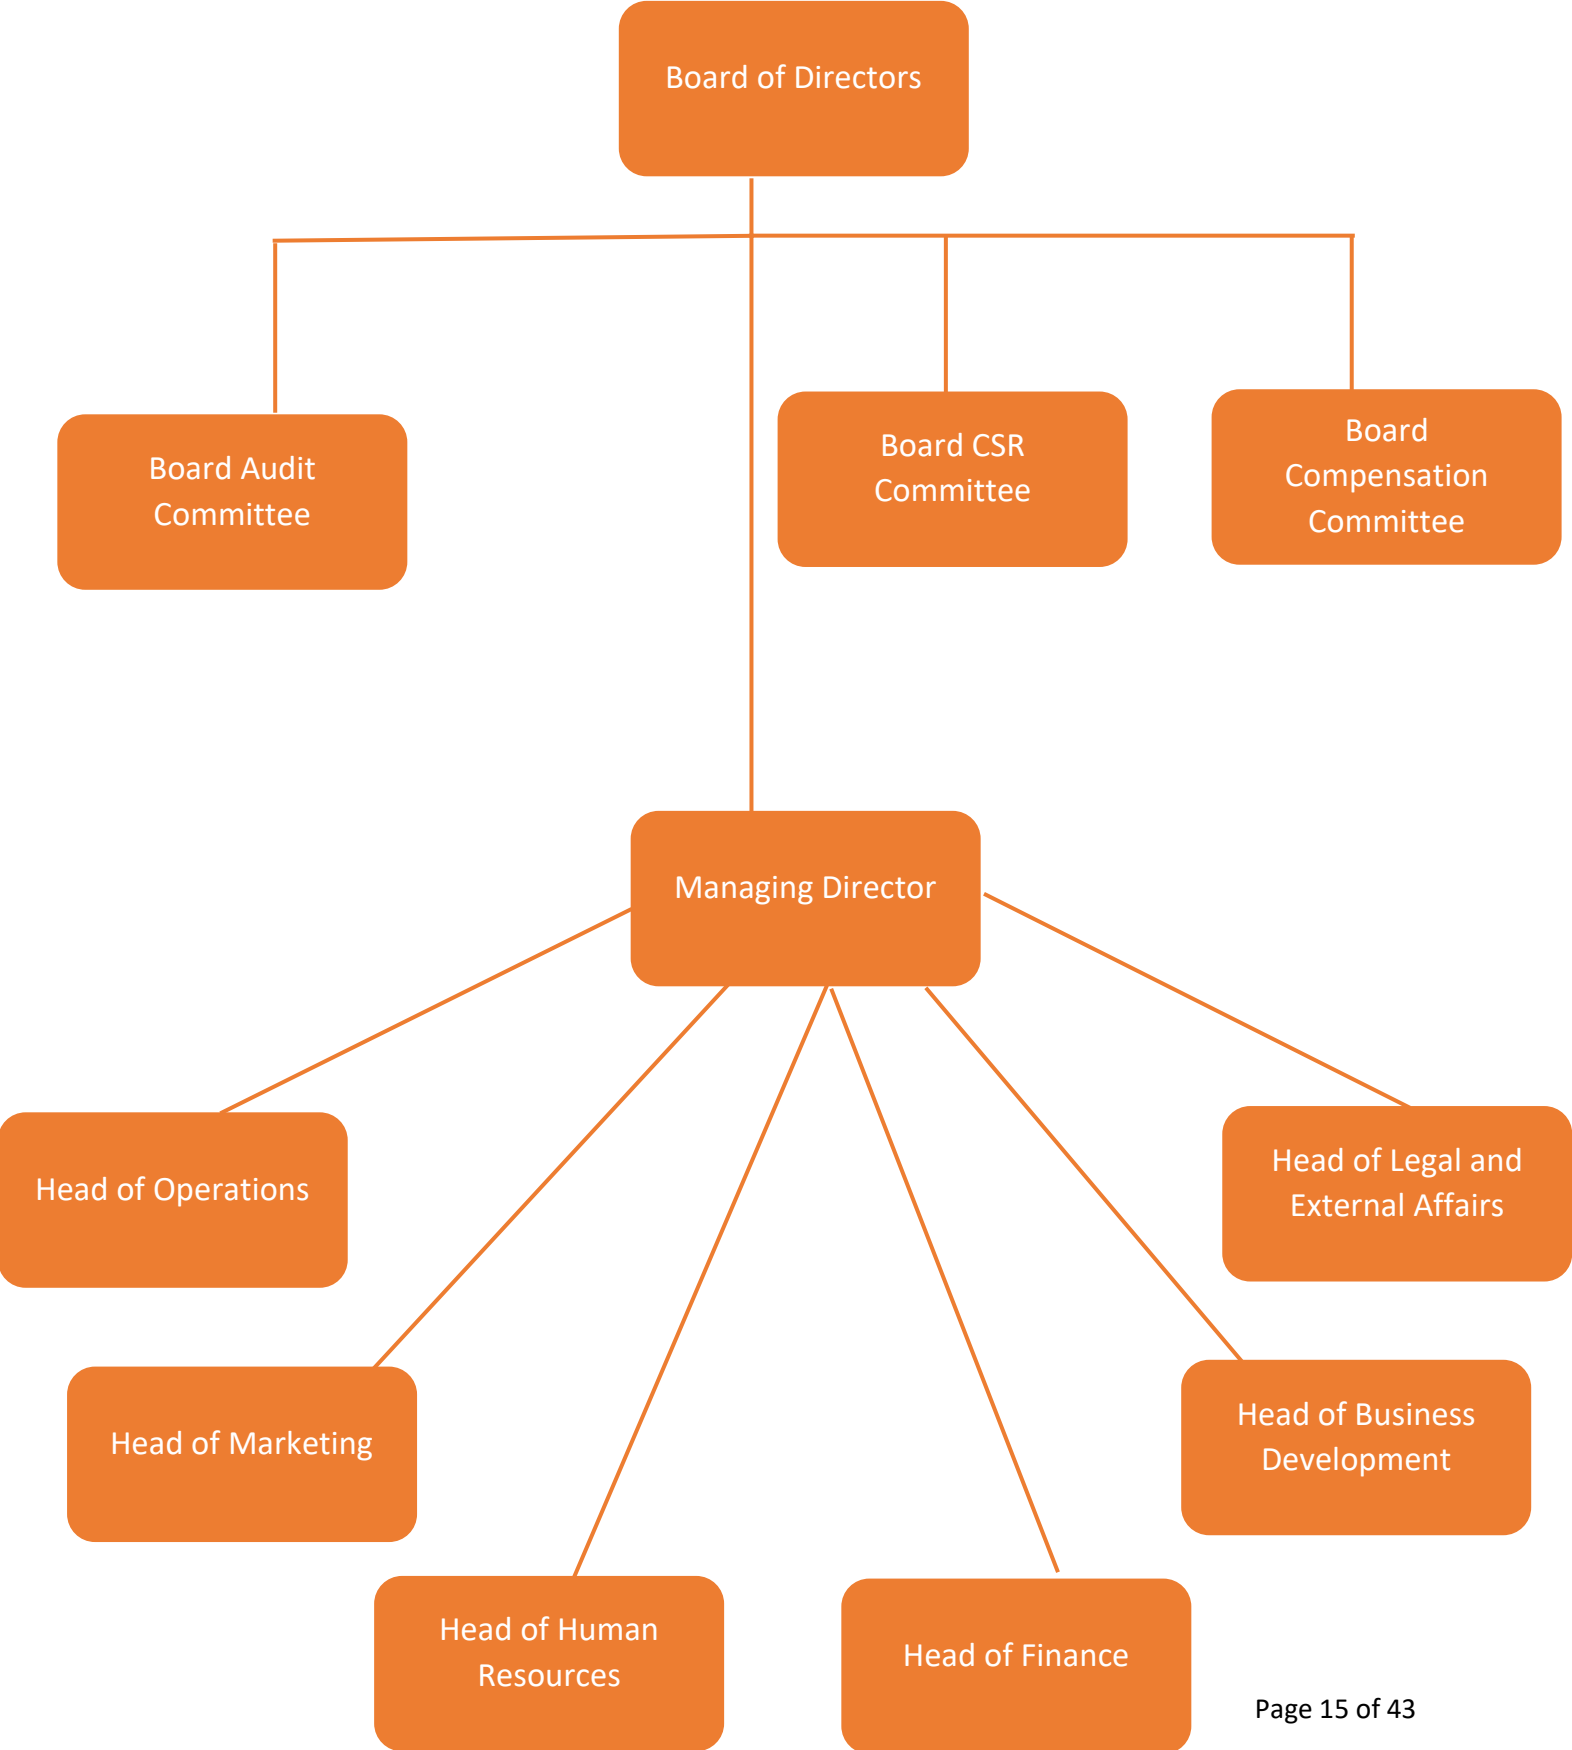 Board of Directors
Board Audit
Committee
Board CSR
Committee
Board
Compensation
Committee
Managing Director
Head of Operations
Head of Legal and
External Affairs
Head of Marketing
Head of Business
Development
Head of Human
Resources
Head of Finance
Page 15 of 43